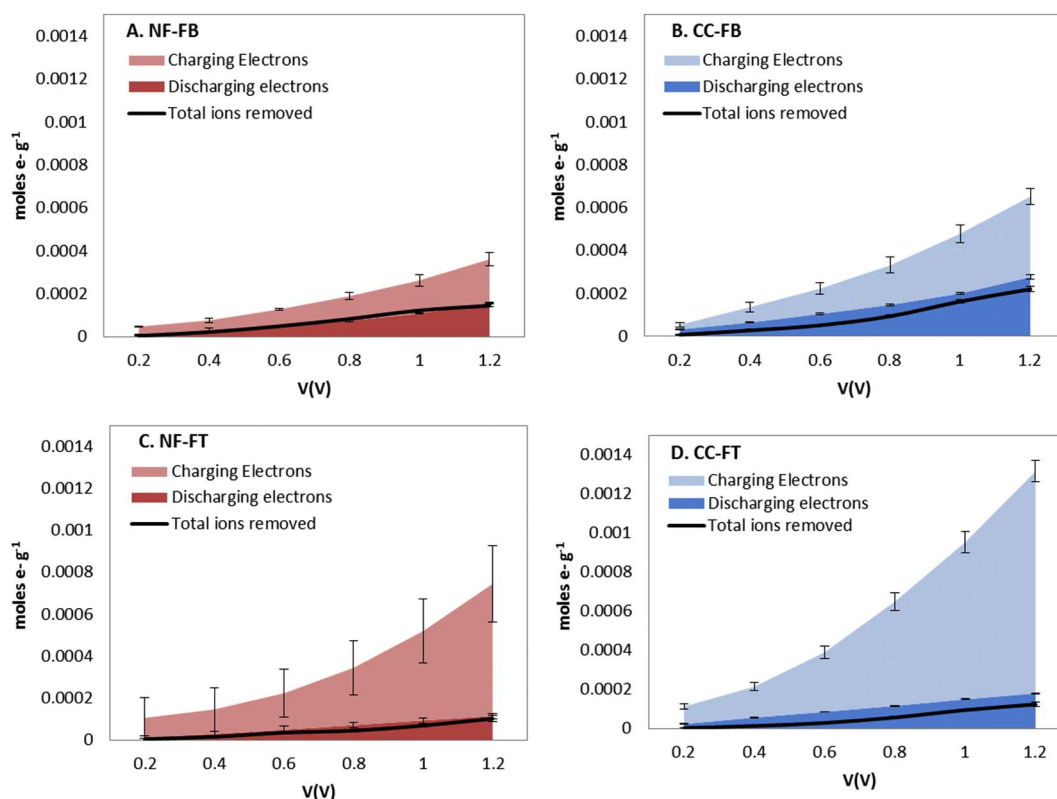 A. NF-FB
Charging Electrons
Discharging electrons
Total ions removed
moles e- g-1
0.0014
0.0012
0.001
0.0008
0.0006
0.0004
0.0002
0
0.2 0.4 0.6 0.8 1 1.2
V(V)
B. CC-FB
Charging Electrons
Discharging electrons
Total ions removed
moles e- g-1
0.0014
0.0012
0.001
0.0008
0.0006
0.0004
0.0002
0
0.2 0.4 0.6 0.8 1 1.2
V(V)
C. NF-FT
Charging Electrons
Discharging electrons
Total ions removed
moles e- g-1
0.0014
0.0012
0.001
0.0008
0.0006
0.0004
0.0002
0
0.2 0.4 0.6 0.8 1 1.2
V(V)
D. CC-FT
Charging Electrons
Discharging electrons
Total ions removed
moles e- g-1
0.0014
0.0012
0.001
0.0008
0.0006
0.0004
0.0002
0
0.2 0.4 0.6 0.8 1 1.2
V(V)